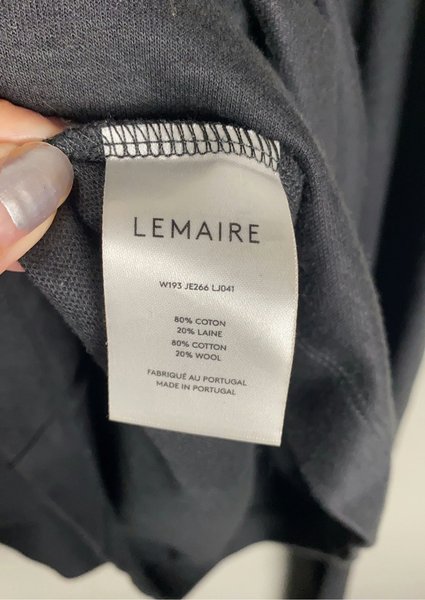 LEMAIRE
W193 JE266 LJ041
80% COTON
20% LAINE
80% COTTON
20% WOOL
FABRIQUÉ AU PORTUGAL
MADE IN PORTUGAL